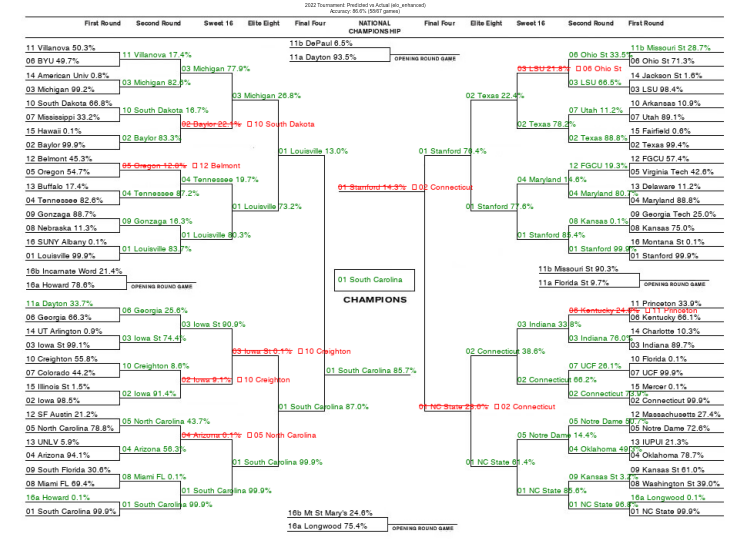 2022 Tournament: Predicted vs Actual (elo_enhanced)
Accuracy: 86.6% (58/67 games)
First Round
Second Round
Sweet 16
Elite Eight
Final Four
NATIONAL
CHAMPIONSHIP
Final Four
Elite Eight
Sweet 16
Second Round
First Round
11 Villanova 50.3%
06 BYU 49.7%
14 American Univ 0.8%
03 Michigan 99.2%
10 South Dakota 66.8%
07 Mississippi 33.2%
15 Hawaii 0.1%
02 Baylor 99.9%
12 Belmont 45.3%
05 Oregon 54.7%
13 Buffalo 17.4%
04 Tennessee 82.6%
09 Gonzaga 88.7%
08 Nebraska 11.3%
16 SUNY Albany 0.1%
01 Louisville 99.9%
11 Villanova 17.4%
03 Michigan 82.6%
10 South Dakota 16.7%
02 Baylor 83.3%
05 Oregon 12.8% 12 Belmont
04 Tennessee 87.2%
09 Gonzaga 16.3%
01 Louisville 83.7%
03 Michigan 77.9%
02 Baylor 22.1% 10 South Dakota
04 Tennessee 19.7%
01 Louisville 80.3%
03 Michigan 26.8%
01 Louisville 73.2%
01 Louisville 13.0%
11b DePaul 6.5%
11a Dayton 93.5%
OPENING ROUND GAME
01 Stanford 14.3% 02 Connecticut
01 South Carolina
CHAMPIONS
01 South Carolina 85.7%
16b Incarnate Word 21.4%
16a Howard 78.6%
OPENING ROUND GAME
11a Dayton 33.7%
06 Georgia 66.3%
14 UT Arlington 0.9%
03 Iowa St 99.1%
10 Creighton 55.8%
07 Colorado 44.2%
15 Illinois St 1.5%
02 Iowa 98.5%
12 SF Austin 21.2%
05 North Carolina 78.8%
13 UNLV 5.9%
04 Arizona 94.1%
09 South Florida 30.6%
08 Miami FL 69.4%
16a Howard 0.1%
01 South Carolina 99.9%
06 Georgia 25.6%
03 Iowa St 74.4%
10 Creighton 8.6%
02 Iowa 91.4%
05 North Carolina 43.7%
04 Arizona 56.3%
08 Miami FL 0.1%
01 South Carolina 99.9%
03 Iowa St 90.9%
02 Iowa 9.1% 10 Creighton
04 Arizona 0.1% 05 North Carolina
01 South Carolina 99.9%
03 Iowa St 0.1% 10 Creighton
01 South Carolina 99.9%
01 South Carolina 87.0%
16b Mt St Mary's 24.6%
16a Longwood 75.4%
OPENING ROUND GAME
01 Stanford 76.4%
02 Texas 22.4%
01 Stanford 77.6%
03 LSU 21.8% 06 Ohio St
02 Texas 78.2%
04 Maryland 14.6%
01 Stanford 85.4%
06 Ohio St 33.5%
03 LSU 66.5%
07 Utah 11.2%
02 Texas 88.8%
12 FGCU 19.3%
04 Maryland 80.7%
08 Kansas 0.1%
01 Stanford 99.9%
11b Missouri St 28.7%
06 Ohio St 71.3%
14 Jackson St 1.6%
03 LSU 98.4%
10 Arkansas 10.9%
07 Utah 89.1%
15 Fairfield 0.6%
02 Texas 99.4%
12 FGCU 57.4%
05 Virginia Tech 42.6%
13 Delaware 11.2%
04 Maryland 88.8%
09 Georgia Tech 25.0%
08 Kansas 75.0%
16 Montana St 0.1%
01 Stanford 99.9%
11b Missouri St 90.3%
11a Florida St 9.7%
OPENING ROUND GAME
01 NC State 23.6% 02 Connecticut
02 Connecticut 38.6%
01 NC State 61.4%
03 Indiana 33.8%
02 Connecticut 66.2%
05 Notre Dame 14.4%
01 NC State 85.6%
06 Kentucky 24.0% 11 Princeton
03 Indiana 76.0%
07 UCF 26.1%
02 Connecticut 73.9%
05 Notre Dame 50.7%
04 Oklahoma 49.3%
09 Kansas St 3.2%
01 NC State 96.8%
11 Princeton 33.9%
06 Kentucky 66.1%
14 Charlotte 10.3%
03 Indiana 89.7%
10 Florida 0.1%
07 UCF 99.9%
15 Mercer 0.1%
02 Connecticut 99.9%
12 Massachusetts 27.4%
05 Notre Dame 72.6%
13 IUPUI 21.3%
04 Oklahoma 78.7%
09 Kansas St 61.0%
08 Washington St 39.0%
16a Longwood 0.1%
01 NC State 99.9%